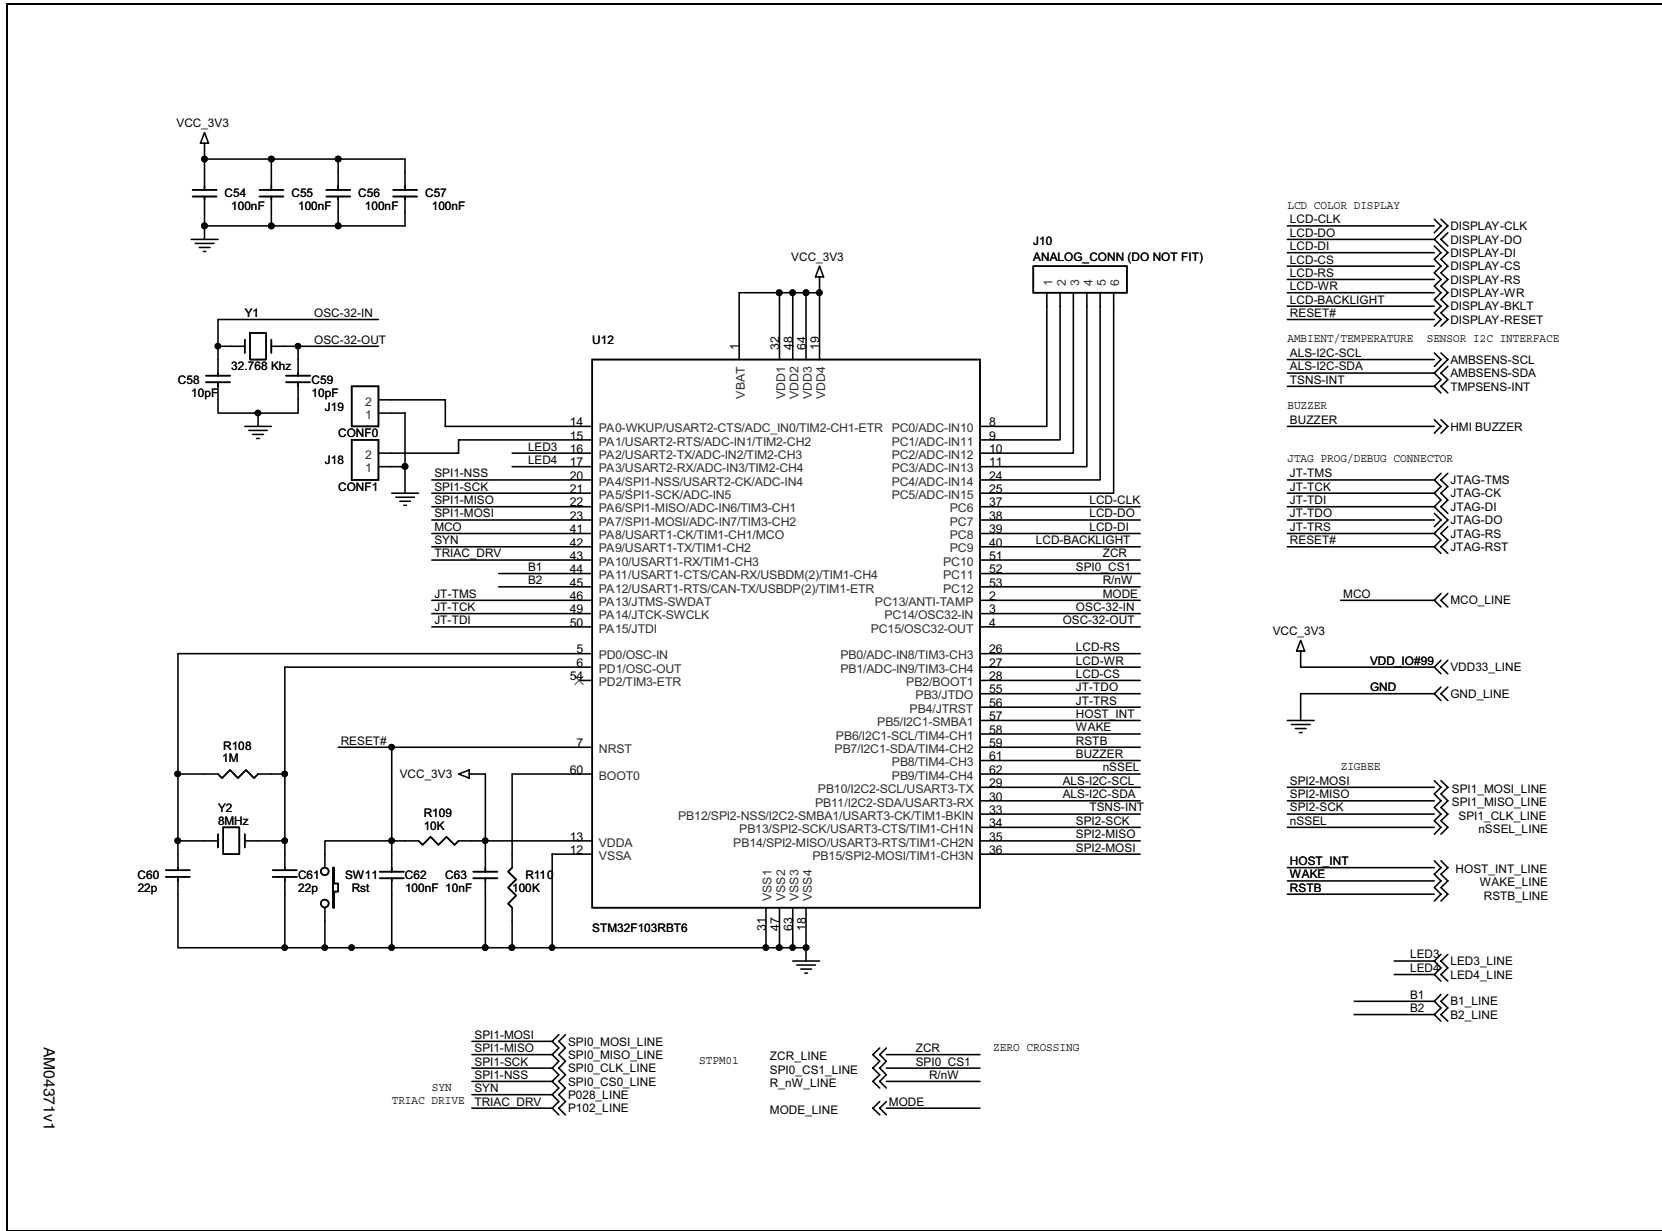 VCC_3V3
C54
100nF
C55
100nF
C56
100nF
C57
100nF
Y1
OSC-32-IN
OSC-32-OUT
32.768 Khz
C58
10pF
C59
10pF
J19
2
1
CONF0
J18
2
1
CONF1
VCC_3V3
J10
ANALOG_CONN (DO NOT FIT)
1 2 3 4 5 6
U12
1 VBAT
32 VDD1
48 VDD2
64 VDD3
19 VDD4
14 PA0-WKUP/USART2-CTS/ADC_IN0/TIM2-CH1-ETR
15 PA1/USART2-RTS/ADC-IN1/TIM2-CH2
LED3 16 PA2/USART2-TX/ADC-IN2/TIM2-CH3
LED4 17 PA3/USART2-RX/ADC-IN3/TIM2-CH4
SPI1-NSS 20 PA4/SPI1-NSS/USART2-CK/ADC-IN4
SPI1-SCK 21 PA5/SPI1-SCK/ADC-IN5
SPI1-MISO 22 PA6/SPI1-MISO/ADC-IN6/TIM3-CH1
SPI1-MOSI 23 PA7/SPI1-MOSI/ADC-IN7/TIM3-CH2
MCO 41 PA8/USART1-CK/TIM1-CH1/MCO
SYN 42 PA9/USART1-TX/TIM1-CH2
TRIAC_DRV 43 PA10/USART1-RX/TIM1-CH3
B1 44 PA11/USART1-CTS/CAN-RX/USBDM(2)/TIM1-CH4
B2 45 PA12/USART1-RTS/CAN-TX/USBDP(2)/TIM1-ETR
JT-TMS 46 PA13/JTMS-SWDAT
JT-TCK 49 PA14/JTCK-SWCLK
JT-TDI 50 PA15/JTDI
5 PD0/OSC-IN
6 PD1/OSC-OUT
54 PD2/TIM3-ETR
RESET# 7 NRST
60 BOOT0
13 VDDA
12 VSSA
PC0/ADC-IN10 8
PC1/ADC-IN11 9
PC2/ADC-IN12 10
PC3/ADC-IN13 11
PC4/ADC-IN14 24
PC5/ADC-IN15 25
PC6 37 LCD-CLK
PC7 38 LCD-DO
PC8 39 LCD-DI
PC9 40 LCD-BACKLIGHT
PC10 51 ZCR
PC11 52 SPI0_CS1
PC12 53 R/nW
PC13/ANTI-TAMP 2 MODE
PC14/OSC32-IN 3 OSC-32-IN
PC15/OSC32-OUT 4 OSC-32-OUT
PB0/ADC-IN8/TIM3-CH3 26 LCD-RS
PB1/ADC-IN9/TIM3-CH4 27 LCD-WR
PB2/BOOT1 28 LCD-CS
PB3/JTDO 55 JT-TDO
PB4/JTRST 56 JT-TRS
PB5/I2C1-SMBA1 57 HOST_INT
PB6/I2C1-SCL/TIM4-CH1 58 WAKE
PB7/I2C1-SDA/TIM4-CH2 59 RSTB
PB8/TIM4-CH3 61 BUZZER
PB9/TIM4-CH4 62 nSSEL
PB10/I2C2-SCL/USART3-TX 29 ALS-I2C-SCL
PB11/I2C2-SDA/USART3-RX 30 ALS-I2C-SDA
PB12/SPI2-NSS/I2C2-SMBA1/USART3-CK/TIM1-BKIN 33 TSNS-INT
PB13/SPI2-SCK/USART3-CTS/TIM1-CH1N 34 SPI2-SCK
PB14/SPI2-MISO/USART3-RTS/TIM1-CH2N 35 SPI2-MISO
PB15/SPI2-MOSI/TIM1-CH3N 36 SPI2-MOSI
VSS1 31
VSS2 47
VSS3 63
VSS4 18
STM32F103RBT6
R108
1M
Y2
8MHz
VCC_3V3
R109
10K
C60
22p
C61
22p
SW11
Rst
C62
100nF
C63
10nF
R110
100K
LCD COLOR DISPLAY
LCD-CLK DISPLAY-CLK
LCD-DO DISPLAY-DO
LCD-DI DISPLAY-DI
LCD-CS DISPLAY-CS
LCD-RS DISPLAY-RS
LCD-WR DISPLAY-WR
LCD-BACKLIGHT DISPLAY-BKLT
RESET# DISPLAY-RESET
AMBIENT/TEMPERATURE SENSOR I2C INTERFACE
ALS-I2C-SCL AMBSENS-SCL
ALS-I2C-SDA AMBSENS-SDA
TSNS-INT TMPSENS-INT
BUZZER
BUZZER HMI BUZZER
JTAG PROG/DEBUG CONNECTOR
JT-TMS JTAG-TMS
JT-TCK JTAG-CK
JT-TDI JTAG-DI
JT-TDO JTAG-DO
JT-TRS JTAG-RS
RESET# JTAG-RST
MCO MCO_LINE
VCC_3V3
VDD_IO#99 VDD33_LINE
GND GND_LINE
ZIGBEE
SPI2-MOSI SPI1_MOSI_LINE
SPI2-MISO SPI1_MISO_LINE
SPI2-SCK SPI1_CLK_LINE
nSSEL nSSEL_LINE
HOST_INT HOST_INT_LINE
WAKE WAKE_LINE
RSTB RSTB_LINE
LED3 LED3_LINE
LED4 LED4_LINE
B1 B1_LINE
B2 B2_LINE
SPI1-MOSI SPI0_MOSI_LINE
SPI1-MISO SPI0_MISO_LINE
SPI1-SCK SPI0_CLK_LINE
SPI1-NSS SPI0_CS0_LINE
SYN SYN P028_LINE
TRIAC DRIVE TRIAC_DRV P102_LINE
STPM01
ZCR_LINE ZCR ZERO CROSSING
SPI0_CS1_LINE SPI0_CS1
R_nW_LINE R/nW
MODE_LINE MODE
AM04371v1